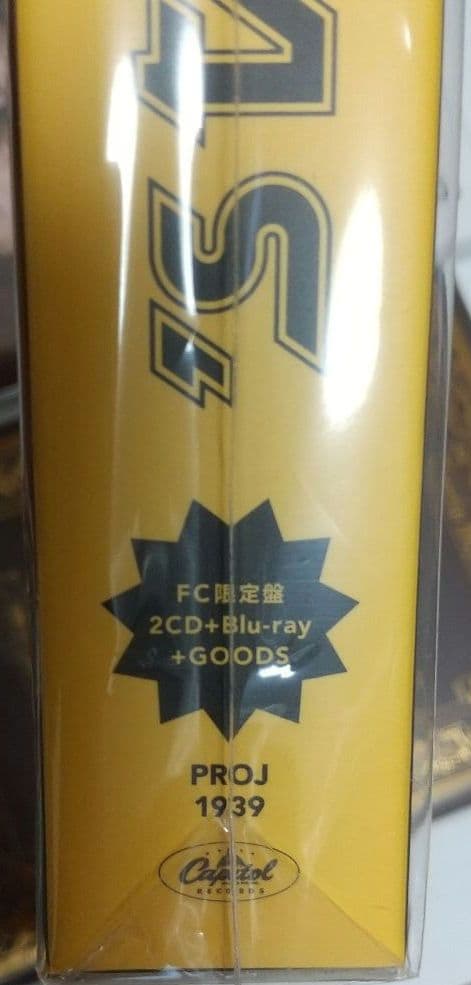 FC限定盤
2CD+Blu-ray
+GOODS
PROJ
1939
Capitol
RECORDS